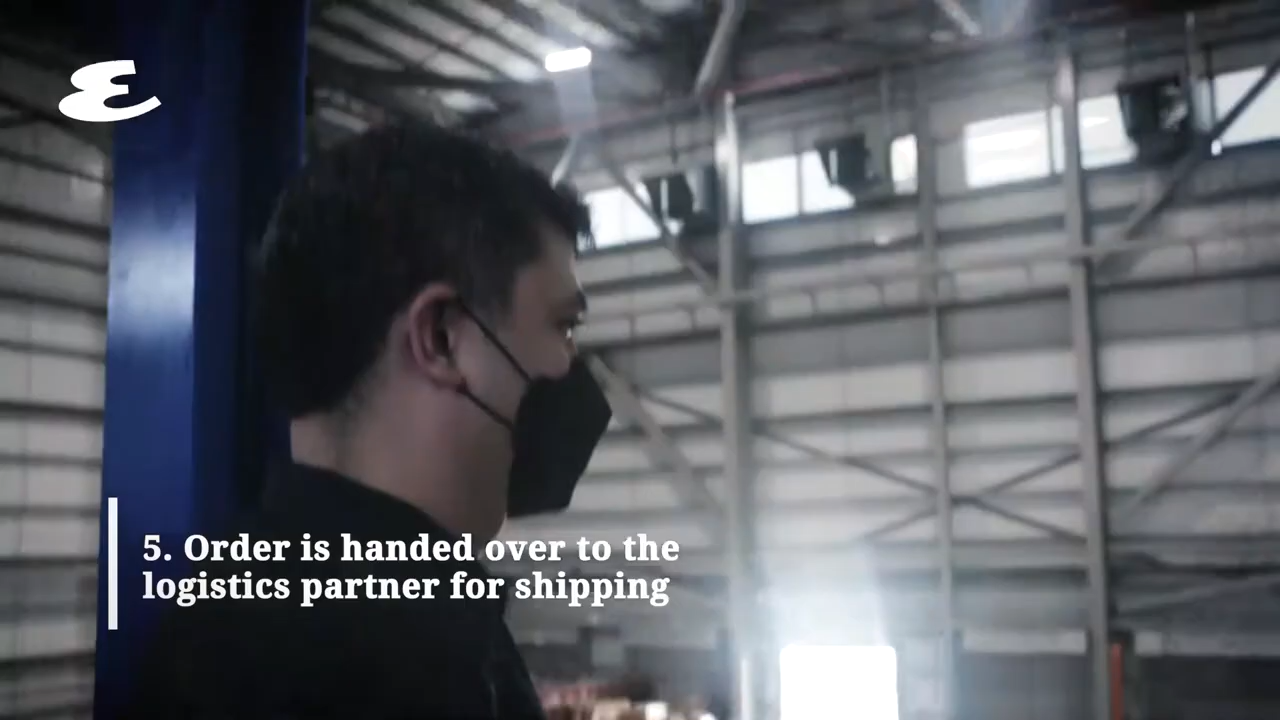 5. Order is handed over to the
logistics partner for shipping